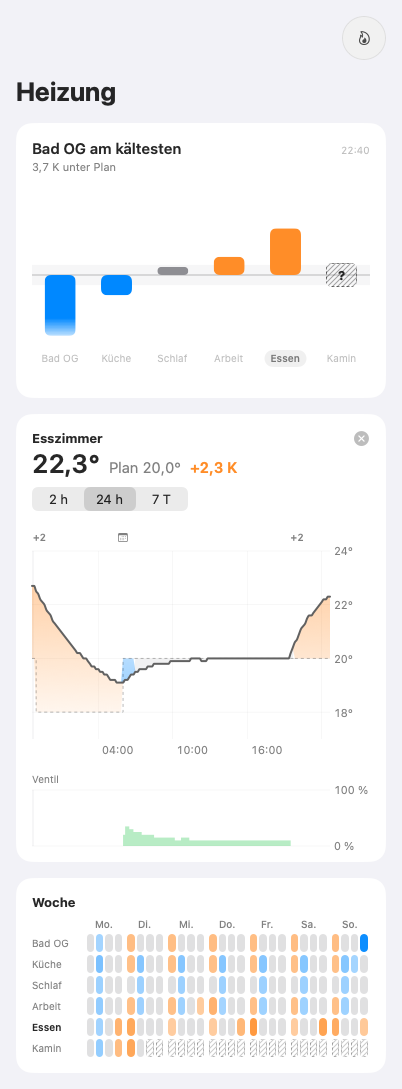 Heizung
Bad OG am kältesten
22:40
3,7 K unter Plan
?
Bad OG Küche Schlaf Arbeit Essen Kamin
Esszimmer
22,3° Plan 20,0° +2,3 K
2 h 24 h 7 T
+2 +2
24°
22°
20°
18°
04:00 10:00 16:00
Ventil
100 %
0 %
Woche
Mo. Di. Mi. Do. Fr. Sa. So.
Bad OG
Küche
Schlaf
Arbeit
Essen
Kamin